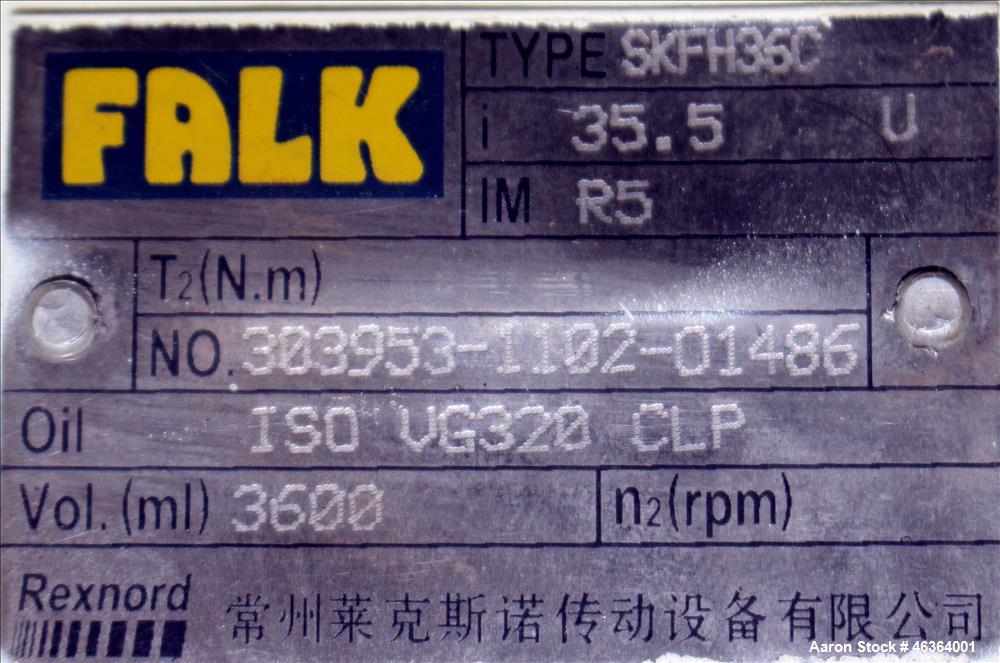 FALK
TYPE SKFH36C
i 35.5 U
IM R5
T2(N.m)
NO. 303953-1102-01486
Oil ISO VG320 CLP
Vol.(ml) 3600 n2(rpm)
Rexnord
常州莱克斯诺传动设备有限公司
Aaron Stock # 46364001